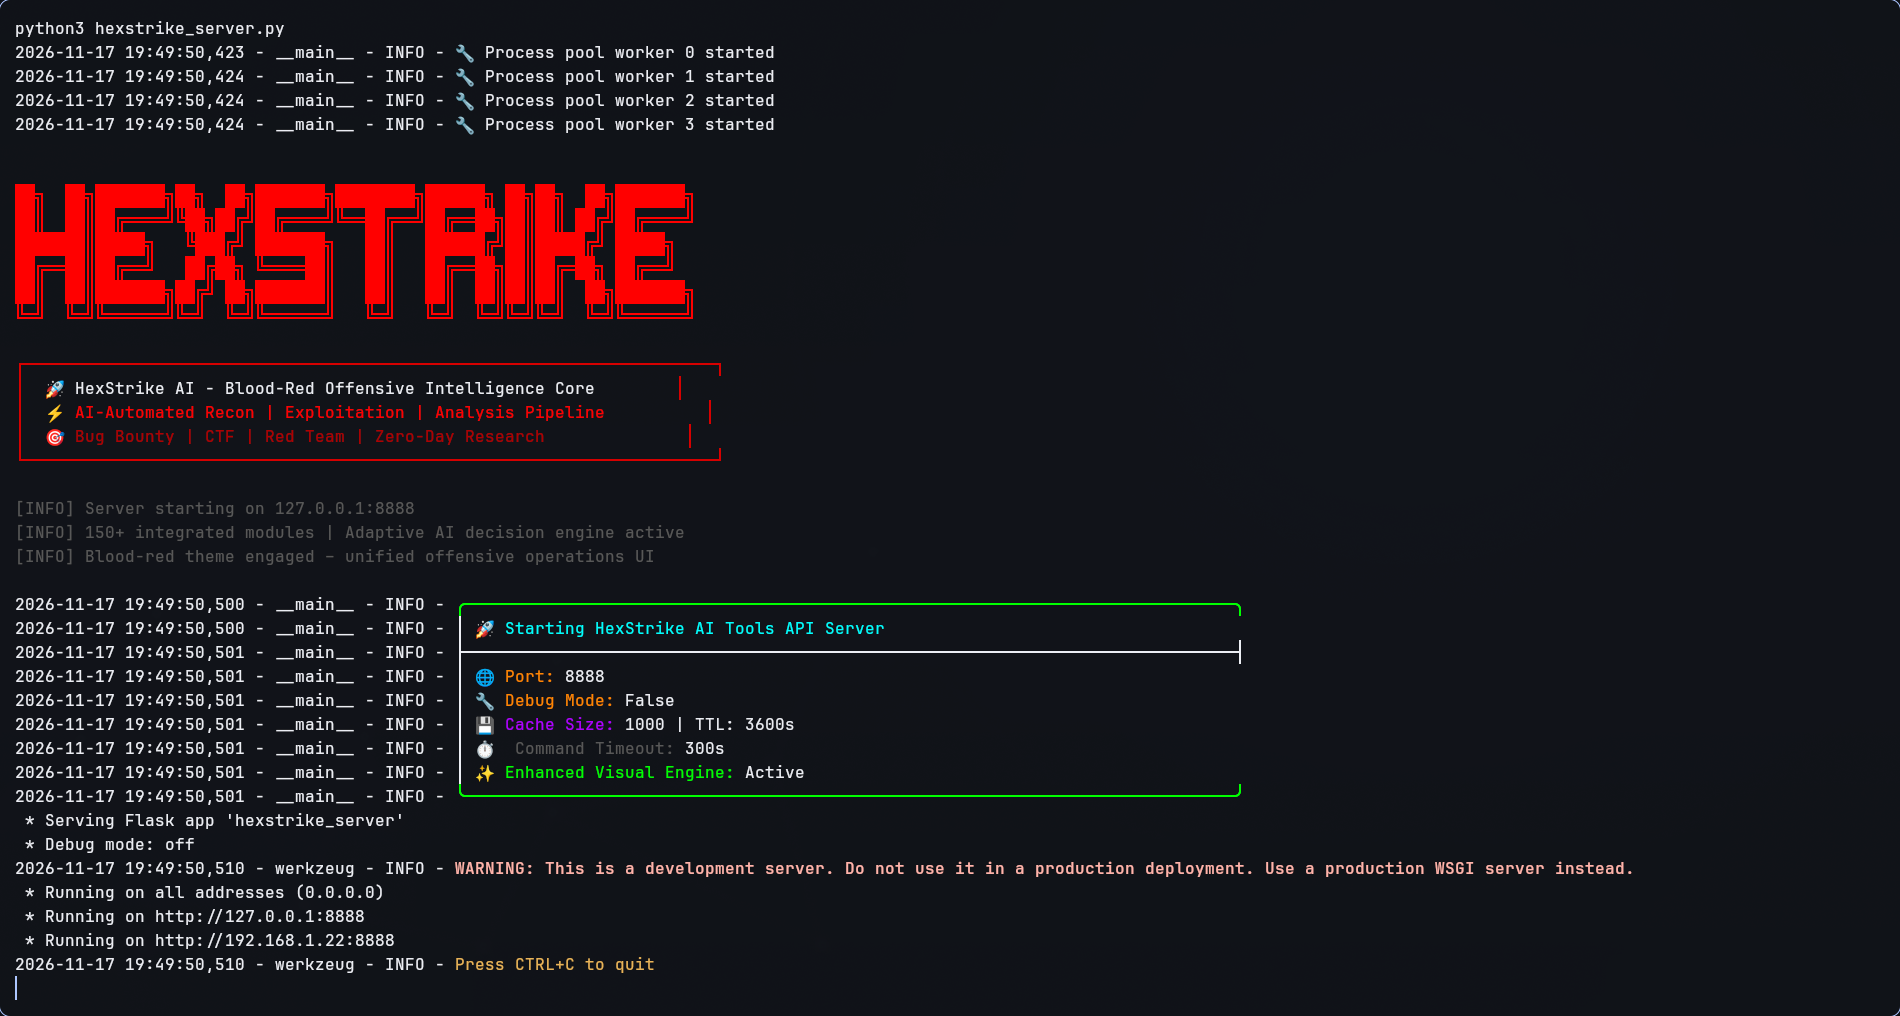 python3 hexstrike_server.py
2026-11-17 19:49:50,423 - __main__ - INFO - 🔧 Process pool worker 0 started
2026-11-17 19:49:50,424 - __main__ - INFO - 🔧 Process pool worker 1 started
2026-11-17 19:49:50,424 - __main__ - INFO - 🔧 Process pool worker 2 started
2026-11-17 19:49:50,424 - __main__ - INFO - 🔧 Process pool worker 3 started
HEXSTRIKE
🚀 HexStrike AI - Blood-Red Offensive Intelligence Core
⚡ AI-Automated Recon | Exploitation | Analysis Pipeline
🎯 Bug Bounty | CTF | Red Team | Zero-Day Research
[INFO] Server starting on 127.0.0.1:8888
[INFO] 150+ integrated modules | Adaptive AI decision engine active
[INFO] Blood-red theme engaged – unified offensive operations UI
2026-11-17 19:49:50,500 - __main__ - INFO -
2026-11-17 19:49:50,500 - __main__ - INFO - 🚀 Starting HexStrike AI Tools API Server
2026-11-17 19:49:50,501 - __main__ - INFO -
2026-11-17 19:49:50,501 - __main__ - INFO - 🌐 Port: 8888
2026-11-17 19:49:50,501 - __main__ - INFO - 🔧 Debug Mode: False
2026-11-17 19:49:50,501 - __main__ - INFO - 💾 Cache Size: 1000 | TTL: 3600s
2026-11-17 19:49:50,501 - __main__ - INFO - ⏱️ Command Timeout: 300s
2026-11-17 19:49:50,501 - __main__ - INFO - ✨ Enhanced Visual Engine: Active
2026-11-17 19:49:50,501 - __main__ - INFO -
* Serving Flask app 'hexstrike_server'
* Debug mode: off
2026-11-17 19:49:50,510 - werkzeug - INFO - WARNING: This is a development server. Do not use it in a production deployment. Use a production WSGI server instead.
* Running on all addresses (0.0.0.0)
* Running on http://127.0.0.1:8888
* Running on http://192.168.1.22:8888
2026-11-17 19:49:50,510 - werkzeug - INFO - Press CTRL+C to quit